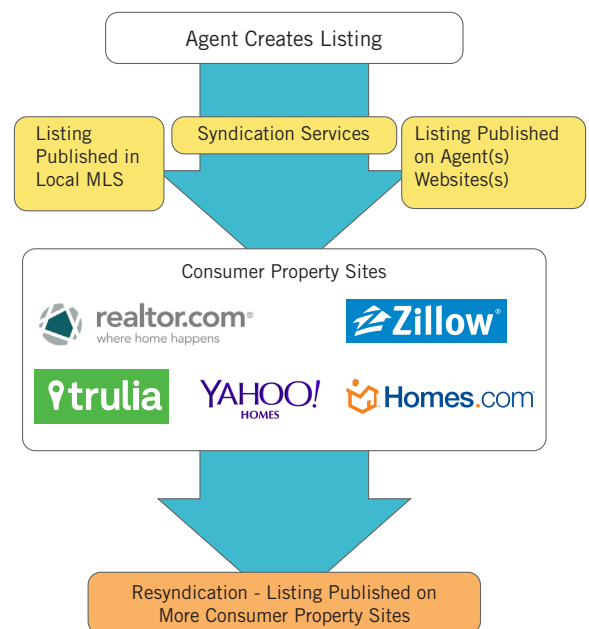 Agent Creates Listing
Listing
Published in
Local MLS
Syndication Services
Listing Published
on Agent(s)
Websites(s)
Consumer Property Sites
realtor.com®
where home happens
Zillow®
trulia
YAHOO!
HOMES
Homes.com
Resyndication - Listing Published on
More Consumer Property Sites